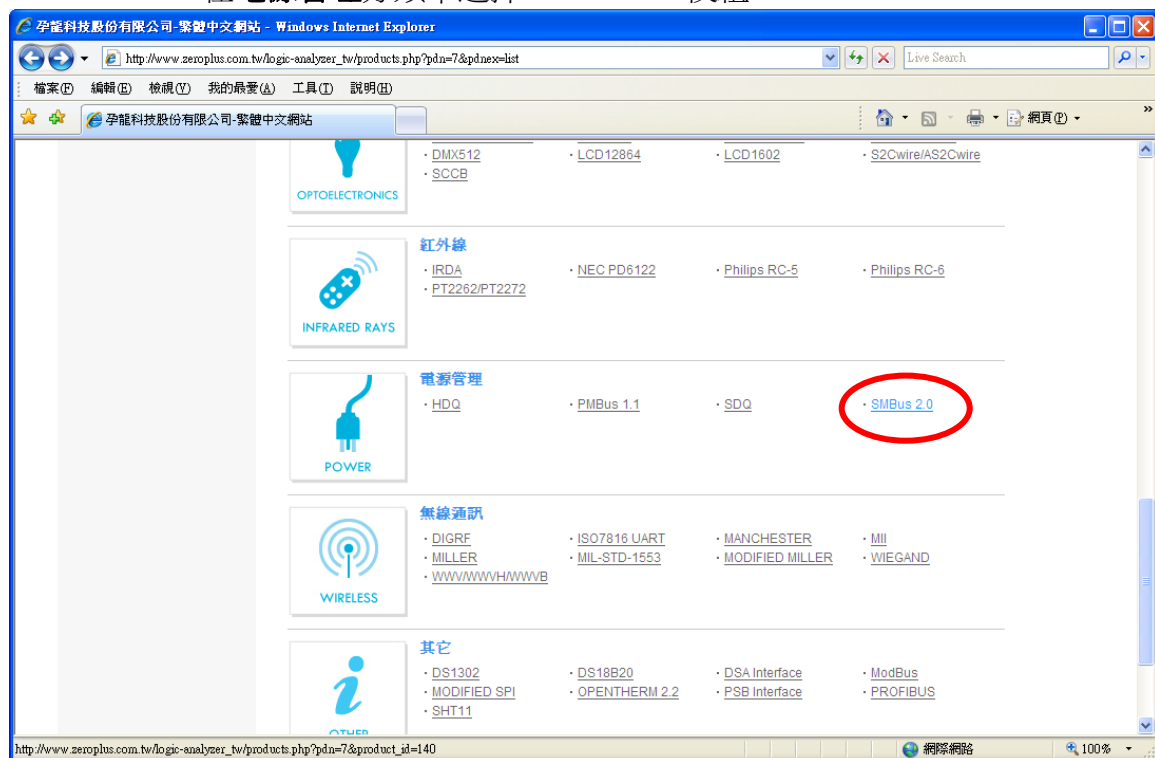 孕龍科技股份有限公司-繁體中文網站 - Windows Internet Explorer
http://www.zeroplus.com.tw/logic-analyzer_tw/products.php?pdn=7&pdnex=list
Live Search
檔案(F) 編輯(E) 檢視(V) 我的最愛(A) 工具(T) 說明(H)
孕龍科技股份有限公司-繁體中文網站
網頁(P)
· DMX512 · LCD12864 · LCD1602 · S2Cwire/AS2Cwire
· SCCB
OPTOELECTRONICS
紅外線
· IRDA · NEC PD6122 · Philips RC-5 · Philips RC-6
· PT2262/PT2272
INFRARED RAYS
電源管理
· HDQ · PMBus 1.1 · SDQ · SMBus 2.0
POWER
無線通訊
· DIGRF · ISO7816 UART · MANCHESTER · MII
· MILLER · MIL-STD-1553 · MODIFIED MILLER · WIEGAND
· WWV/WWVH/WWVB
WIRELESS
其它
· DS1302 · DS18B20 · DSA Interface · ModBus
· MODIFIED SPI · OPENTHERM 2.2 · PSB Interface · PROFIBUS
· SHT11
OTHER
http://www.zeroplus.com.tw/logic-analyzer_tw/products.php?pdn=7&product_id=140
網際網路
100%